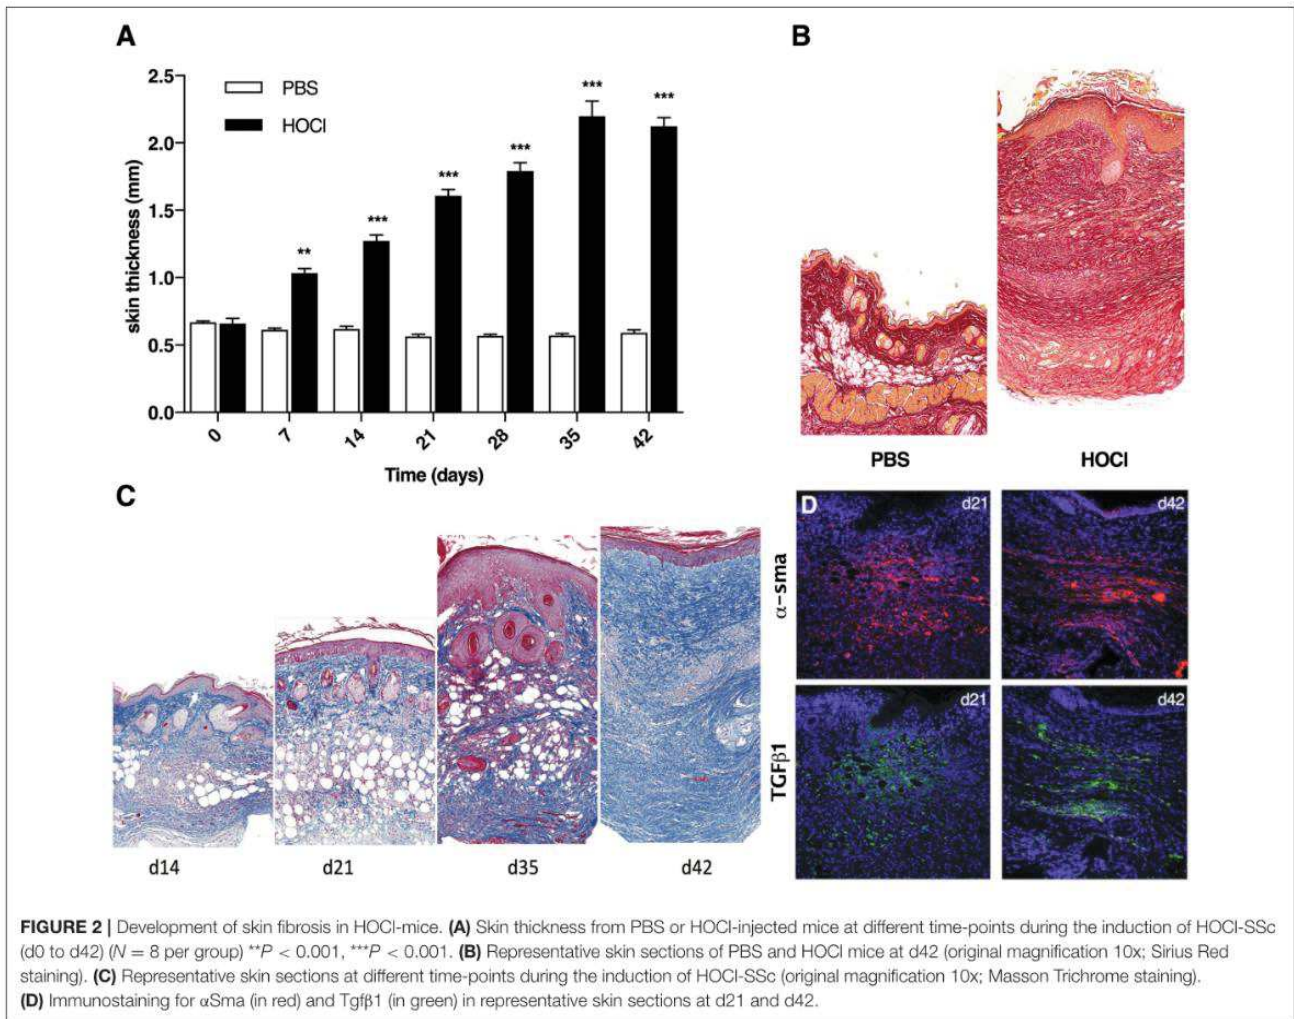 A
B
2.5
2.0
1.5
1.0
0.5
0.0
skin thickness (mm)
PBS
HOCl
**
***
***
***
***
***
0
7
14
21
28
35
42
Time (days)
PBS
HOCl
C
d14
d21
d35
d42
D
d21
d42
α-sma
d21
d42
TGFβ1
FIGURE 2 | Development of skin fibrosis in HOCl-mice. (A) Skin thickness from PBS or HOCl-injected mice at different time-points during the induction of HOCl-SSc
(d0 to d42) (N = 8 per group) **P < 0.001, ***P < 0.001. (B) Representative skin sections of PBS and HOCl mice at d42 (original magnification 10x; Sirius Red
staining). (C) Representative skin sections at different time-points during the induction of HOCl-SSc (original magnification 10x; Masson Trichrome staining).
(D) Immunostaining for αSma (in red) and Tgfβ1 (in green) in representative skin sections at d21 and d42.